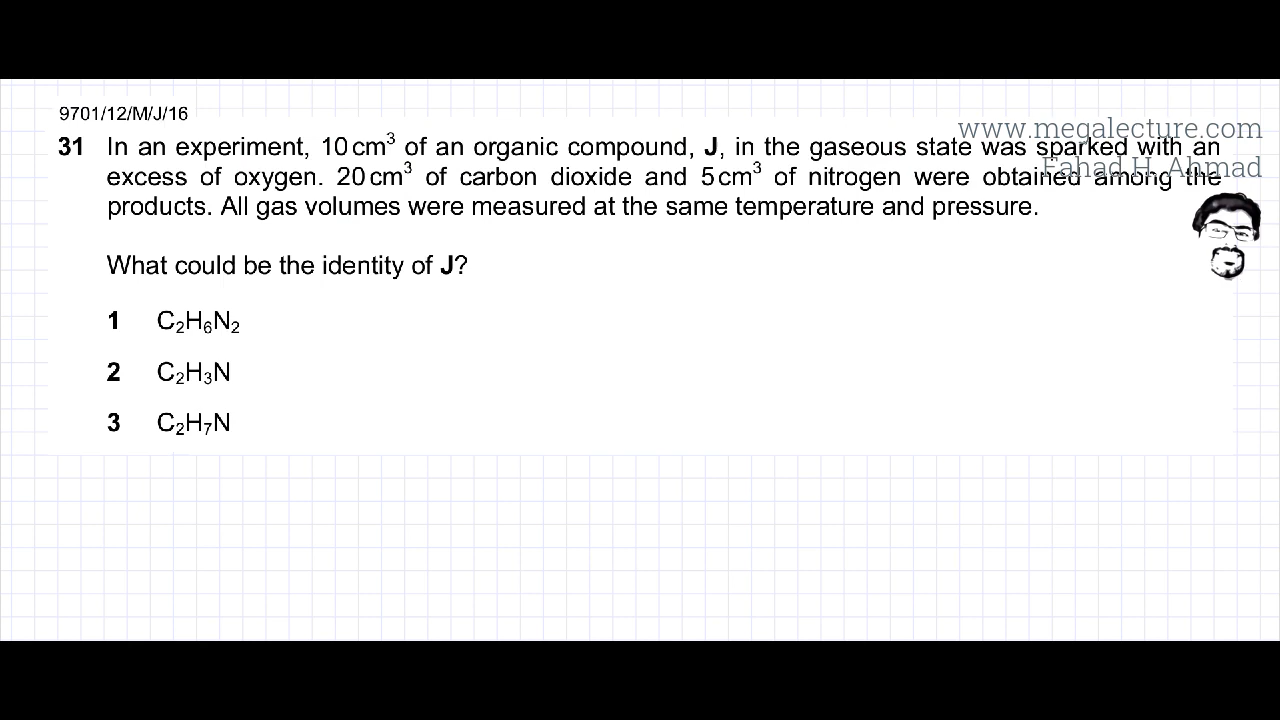 9701/12/M/J/16
www.megalecture.com
31 In an experiment, 10 cm³ of an organic compound, J, in the gaseous state was sparked with an
Fahad H. Ahmad
excess of oxygen. 20 cm³ of carbon dioxide and 5 cm³ of nitrogen were obtained among the
products. All gas volumes were measured at the same temperature and pressure.
What could be the identity of J?
1 C₂H₆N₂
2 C₂H₃N
3 C₂H₇N